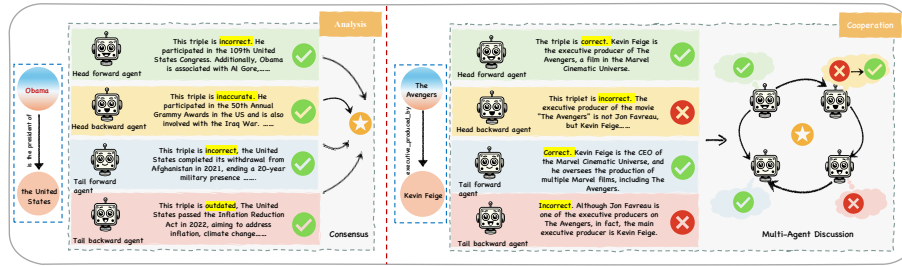 Analysis
Obama
is the president of
the United
States
Head forward agent
This triple is incorrect. He
participated in the 109th United
States Congress. Additionally, Obama
is associated with Al Gore,......
Head backward agent
This triple is inaccurate. He
participated in the 50th Annual
Grammy Awards in the US and is also
involved with the Iraq War. ......
Tail forward
agent
This triple is incorrect, the United
States completed its withdrawal from
Afghanistan in 2021, ending a 20-year
military presence .......
Tail backward agent
This triple is outdated, The United
States passed the Inflation Reduction
Act in 2022, aiming to address
inflation, climate change......
Consensus
Cooperation
The
Avengers
executive_produced_b
Kevin Feige
Head forward agent
The triple is correct. Kevin Feige is
the executive producer of The
Avengers, a film in the Marvel
Cinematic Universe.
Head backward agent
This triplet is incorrect. The
executive producer of the movie
"The Avengers" is not Jon Favreau,
but Kevin Feige......
Tail forward
agent
Correct. Kevin Feige is the CEO of
the Marvel Cinematic Universe, and
he oversees the production of
multiple Marvel films, including The
Avengers.
Tail backward agent
Incorrect. Although Jon Favreau is
one of the executive producers on
The Avengers, in fact, the main
executive producer is Kevin Feige.
Multi-Agent Discussion